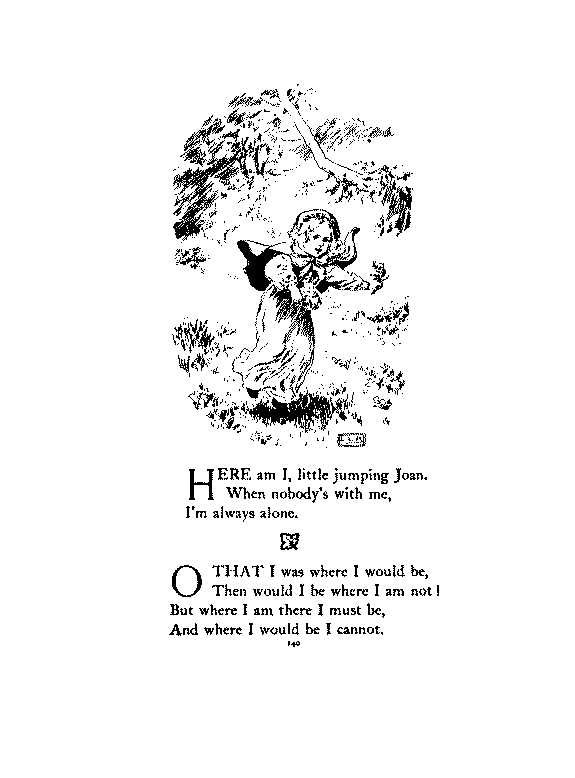 HERE am I, little jumping Joan.
When nobody's with me,
I'm always alone.
O THAT I was where I would be,
Then would I be where I am not!
But where I am there I must be,
And where I would be I cannot.
140